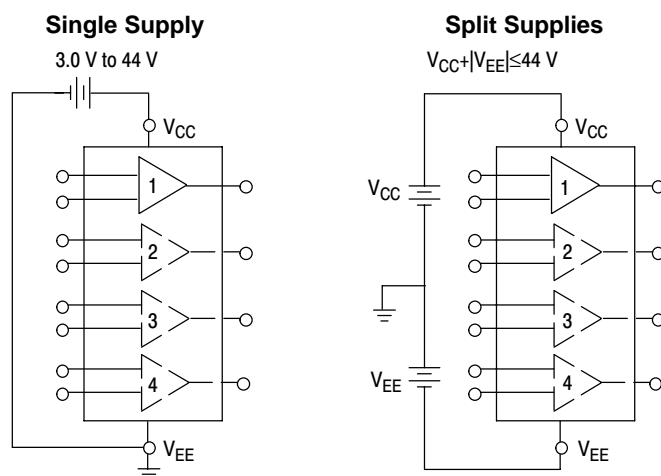 Single Supply
3.0 V to 44 V
VCC
1
2
3
4
VEE
Split Supplies
VCC+|VEE|≤44 V
VCC
VCC
1
2
3
VEE
4
VEE